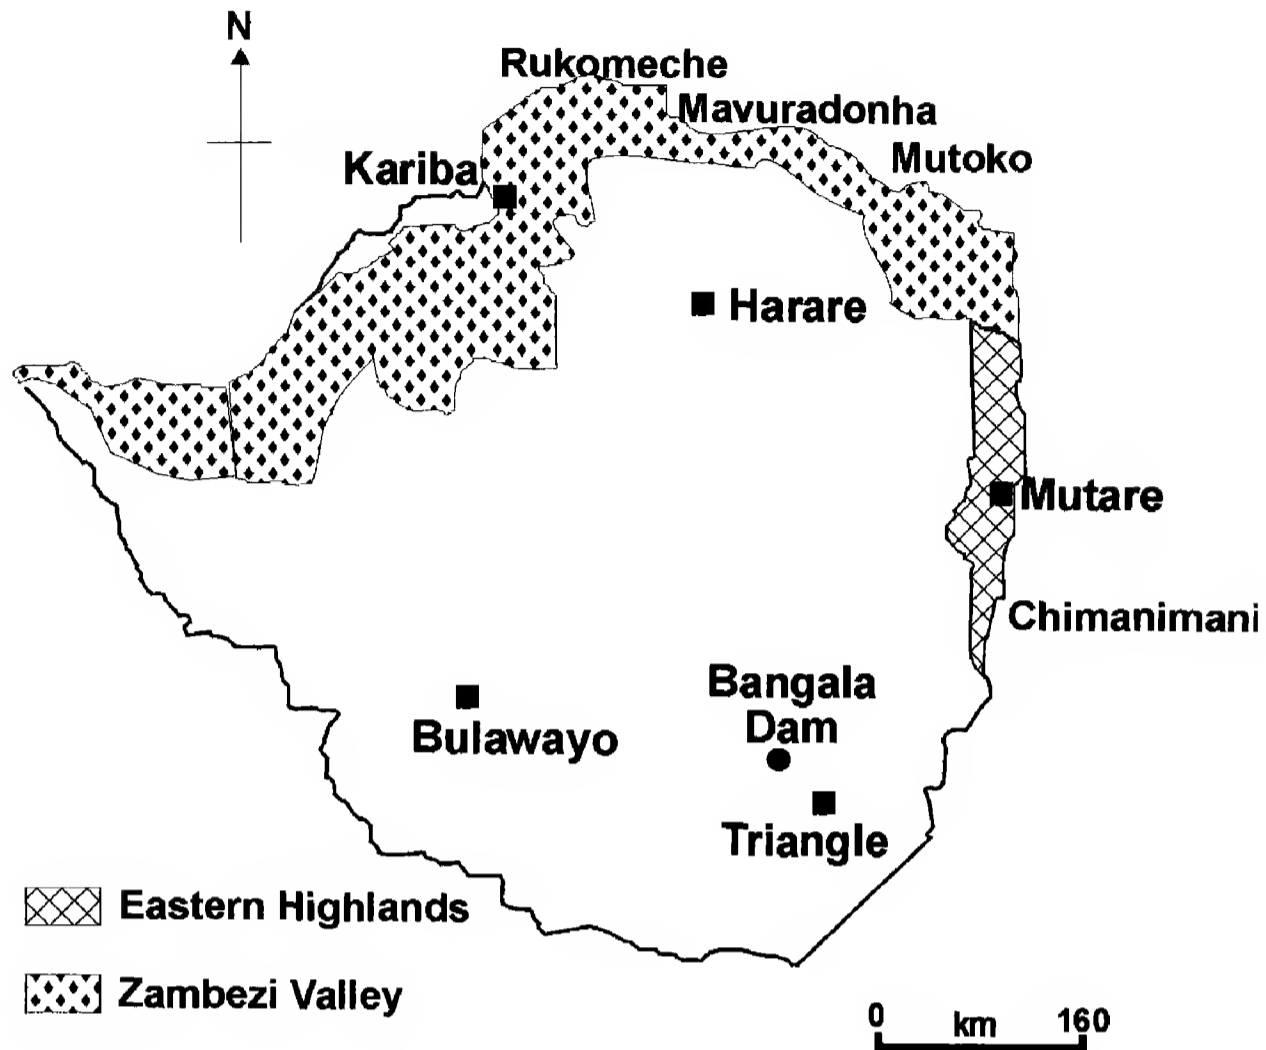 N
Rukomeche
Mavuradonha
Mutoko
Kariba
Harare
Mutare
Chimanimani
Bangala
Dam
Bulawayo
Triangle
Eastern Highlands
Zambezi Valley
0 km 160